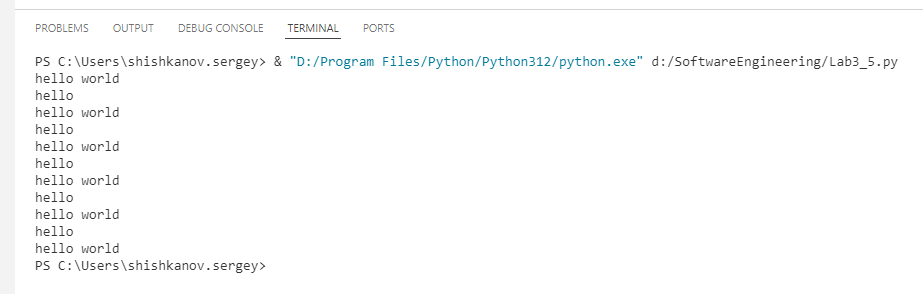 PROBLEMS OUTPUT DEBUG CONSOLE TERMINAL PORTS
PS C:\Users\shishkanov.sergey> & "D:/Program Files/Python/Python312/python.exe" d:/SoftwareEngineering/Lab3_5.py
hello world
hello
hello world
hello
hello world
hello
hello world
hello
hello world
hello
hello world
PS C:\Users\shishkanov.sergey>